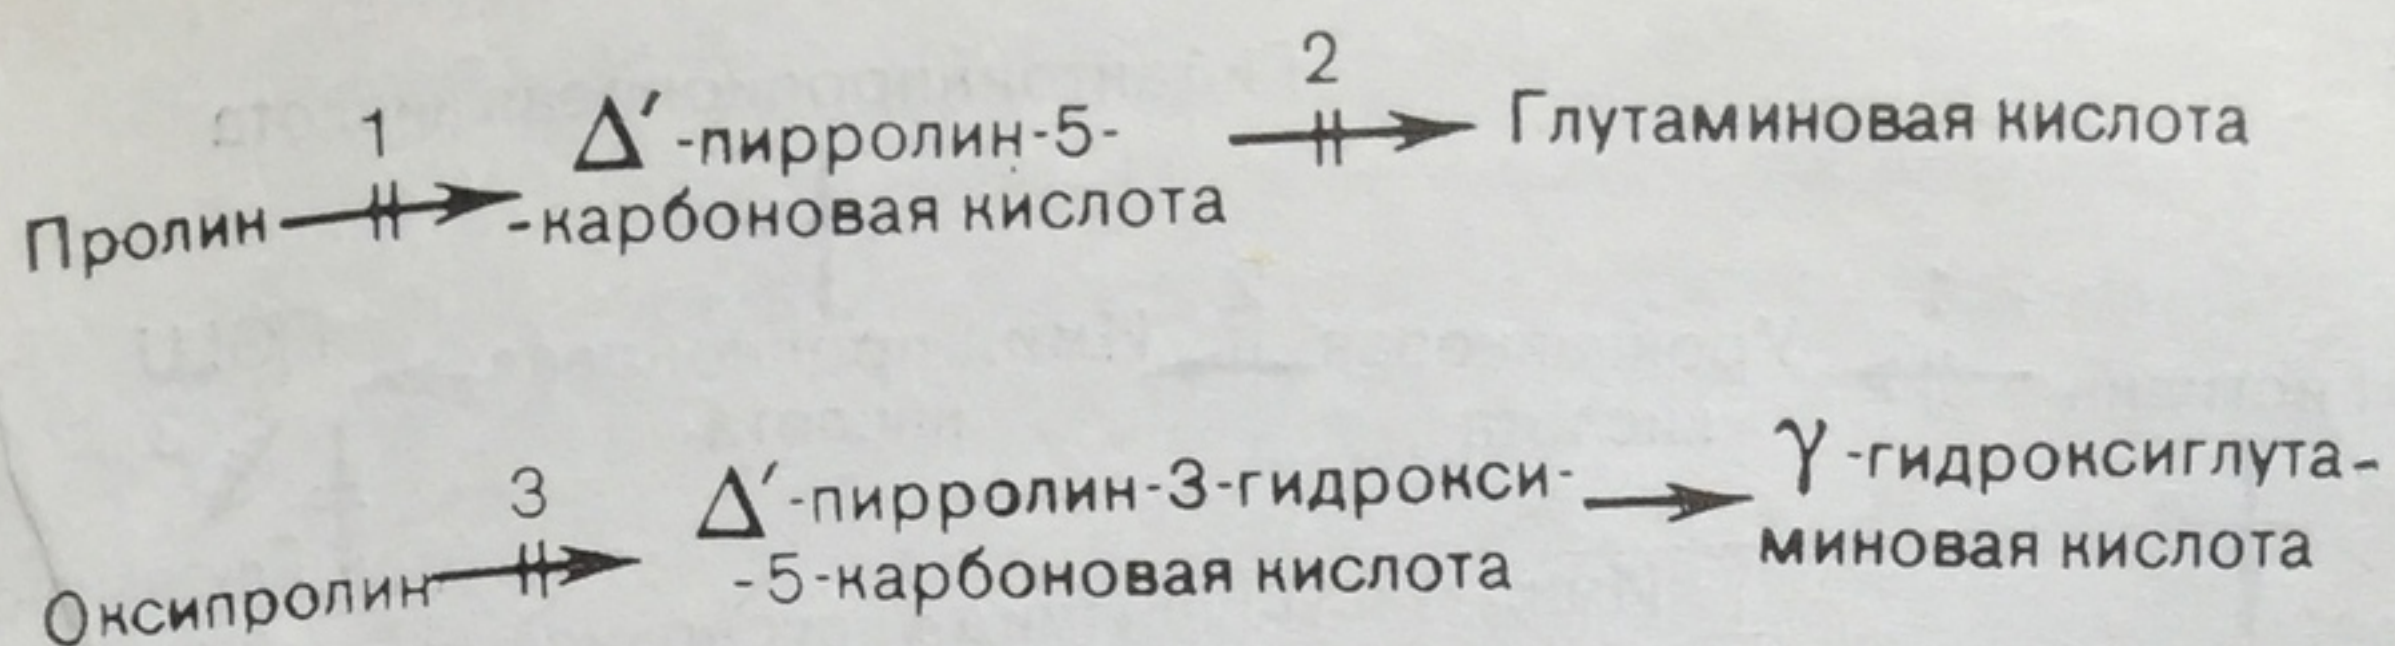 1
2
Пролин
Δ′-пирролин-5-
-карбоновая кислота
Глутаминовая кислота
3
Оксипролин
Δ′-пирролин-3-гидрокси-
-5-карбоновая кислота
γ-гидроксиглута-
миновая кислота